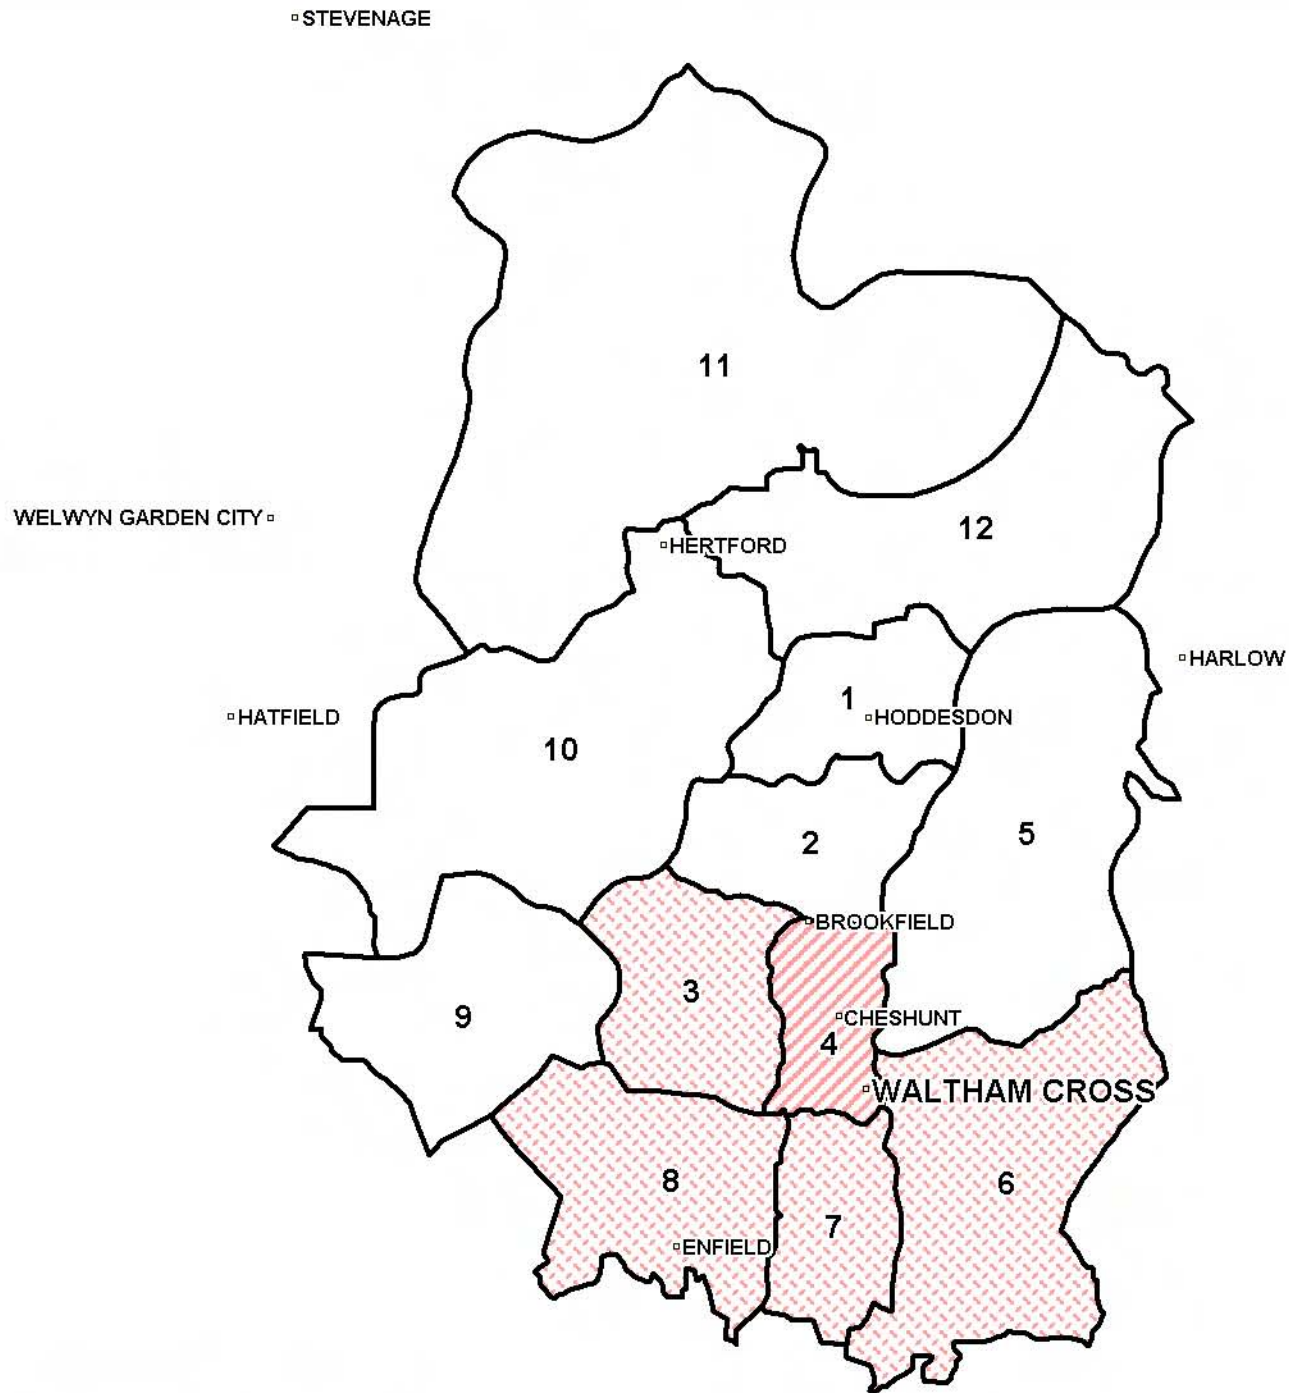 STEVENAGE
11
WELWYN GARDEN CITY
12
HERTFORD
HARLOW
1
HODDESDON
HATFIELD
10
5
2
BROOKFIELD
3
9
CHESHUNT
4
WALTHAM CROSS
8
6
7
ENFIELD